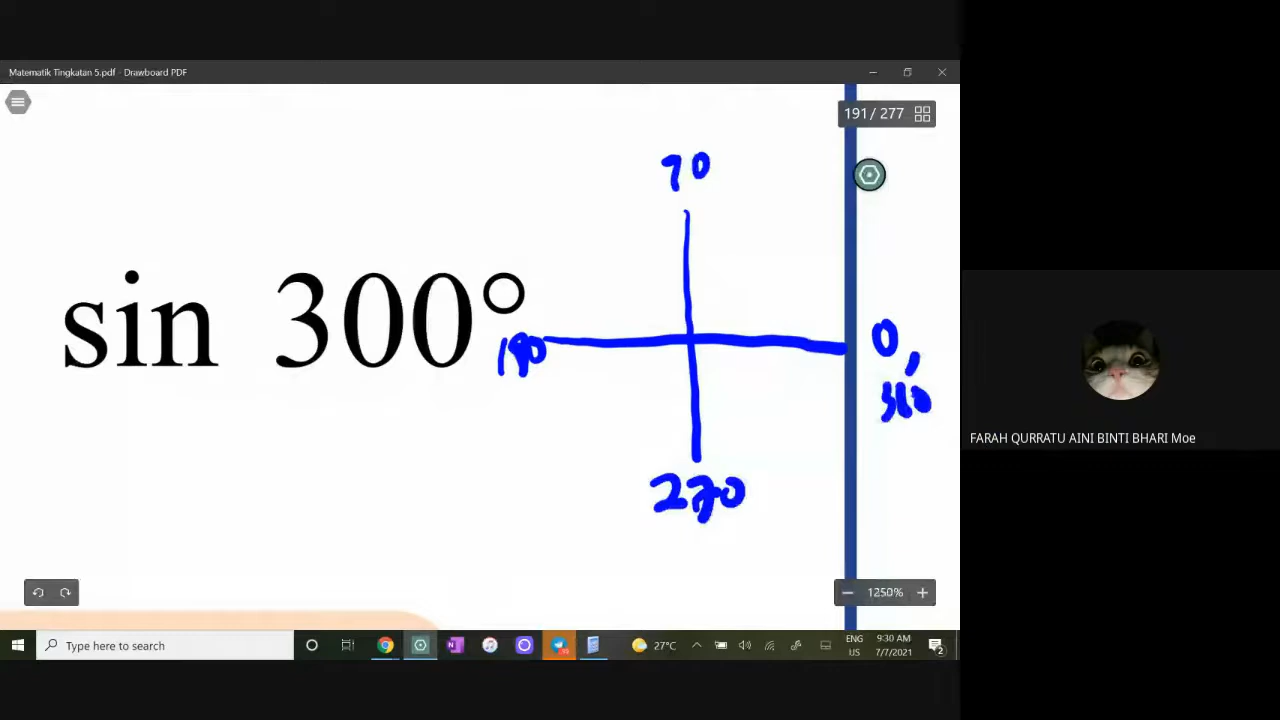 Matematik Tingkatan 5.pdf - Drawboard PDF
191 / 277
90
sin 300°
180
0,
360
270
FARAH QURRATU AINI BINTI BHARI Moe
1250%
Type here to search
27°C
ENG
US
9:30 AM
7/7/2021
2